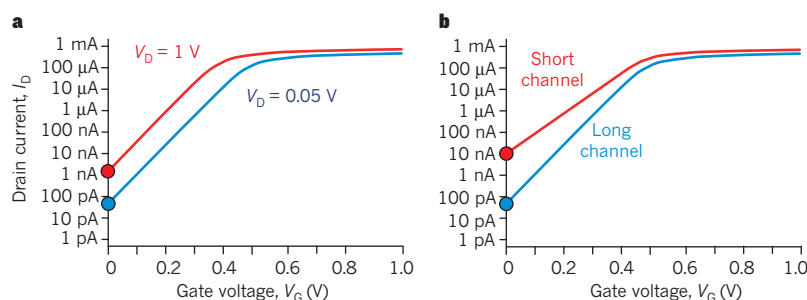 a
Drain current, I_D
1 mA
100 µA
10 µA
1 µA
100 nA
10 nA
1 nA
100 pA
10 pA
1 pA
V_D = 1 V
V_D = 0.05 V
0 0.2 0.4 0.6 0.8 1.0
Gate voltage, V_G (V)
b
1 mA
100 µA
10 µA
1 µA
100 nA
10 nA
1 nA
100 pA
10 pA
1 pA
Short
channel
Long
channel
0 0.2 0.4 0.6 0.8 1.0
Gate voltage, V_G (V)